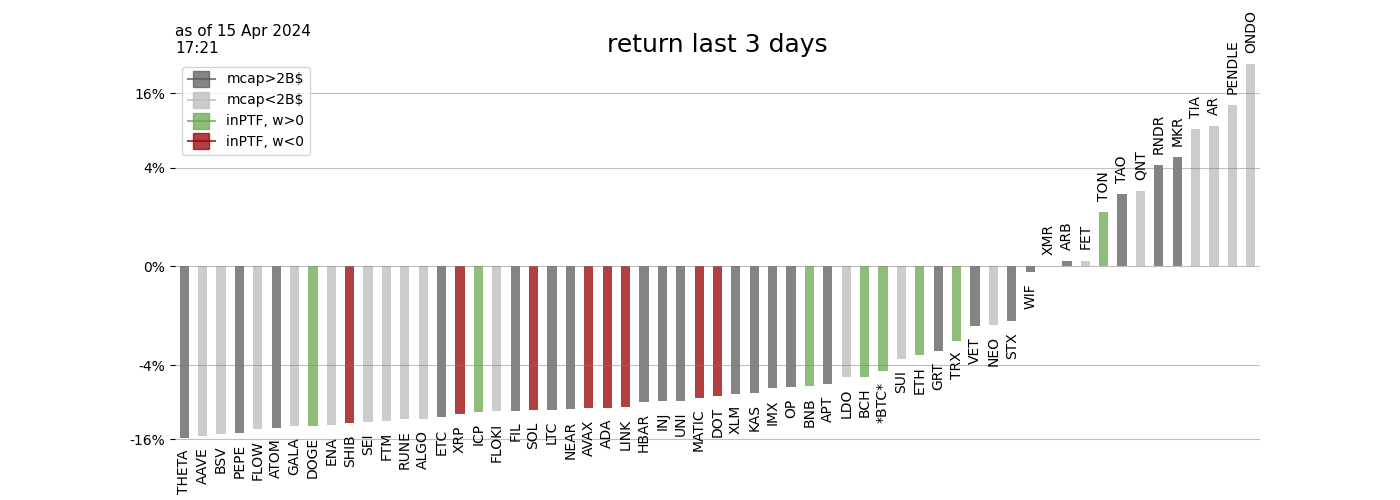 as of 15 Apr 2024
17:21
return last 3 days
mcap>2B$
mcap<2B$
inPTF, w>0
inPTF, w<0
16%
4%
0%
-4%
-16%
THETA
AAVE
BSV
PEPE
FLOW
ATOM
GALA
DOGE
ENA
SHIB
SEI
FTM
RUNE
ALGO
ETC
XRP
ICP
FLOKI
FIL
SOL
LTC
NEAR
AVAX
ADA
LINK
HBAR
INJ
UNI
MATIC
DOT
XLM
KAS
IMX
OP
BNB
APT
LDO
BCH
*BTC*
SUI
ETH
GRT
TRX
VET
NEO
STX
WIF
XMR
ARB
FET
TON
TAO
QNT
RNDR
MKR
TIA
AR
PENDLE
ONDO